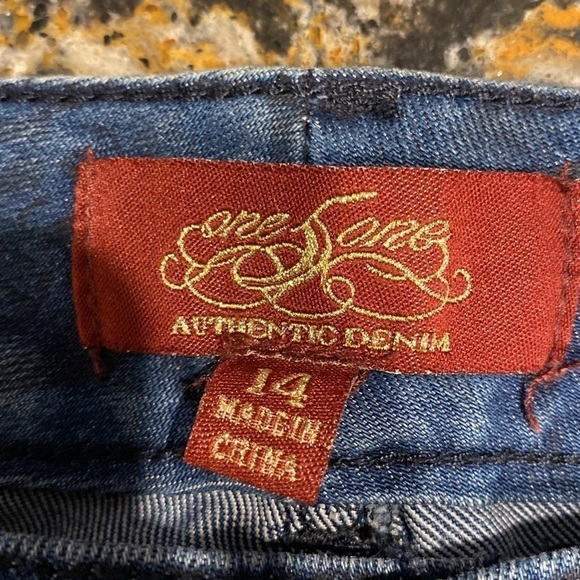 one 5 one
AUTHENTIC DENIM
14
MADE IN
CHINA